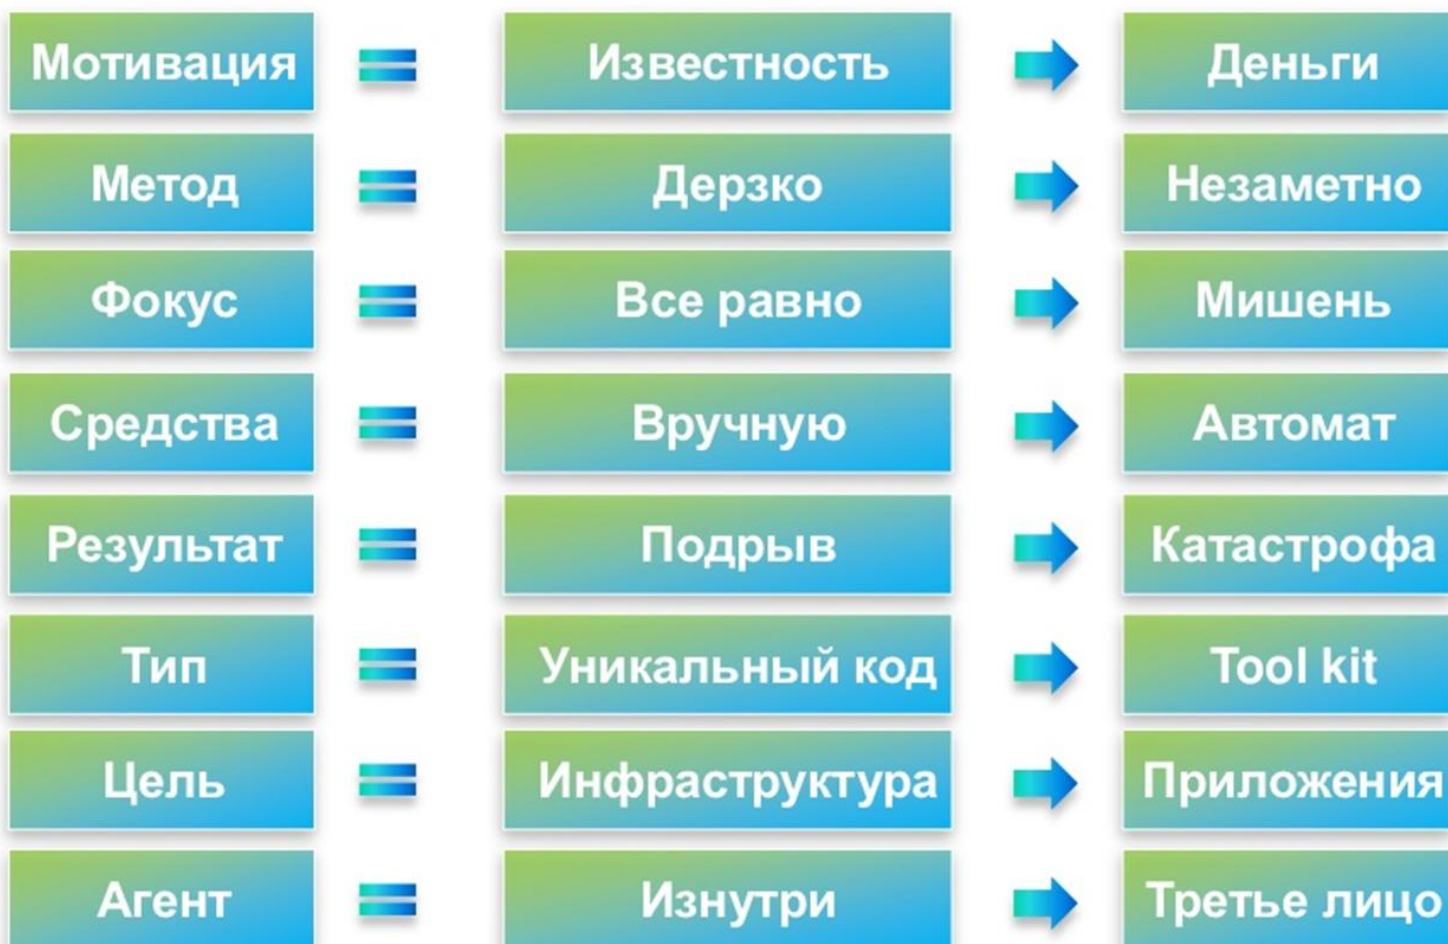 Мотивация = Известность Деньги
Метод = Дерзко Незаметно
Фокус = Все равно Мишень
Средства = Вручную Автомат
Результат = Подрыв Катастрофа
Тип = Уникальный код Tool kit
Цель = Инфраструктура Приложения
Агент = Изнутри Третье лицо